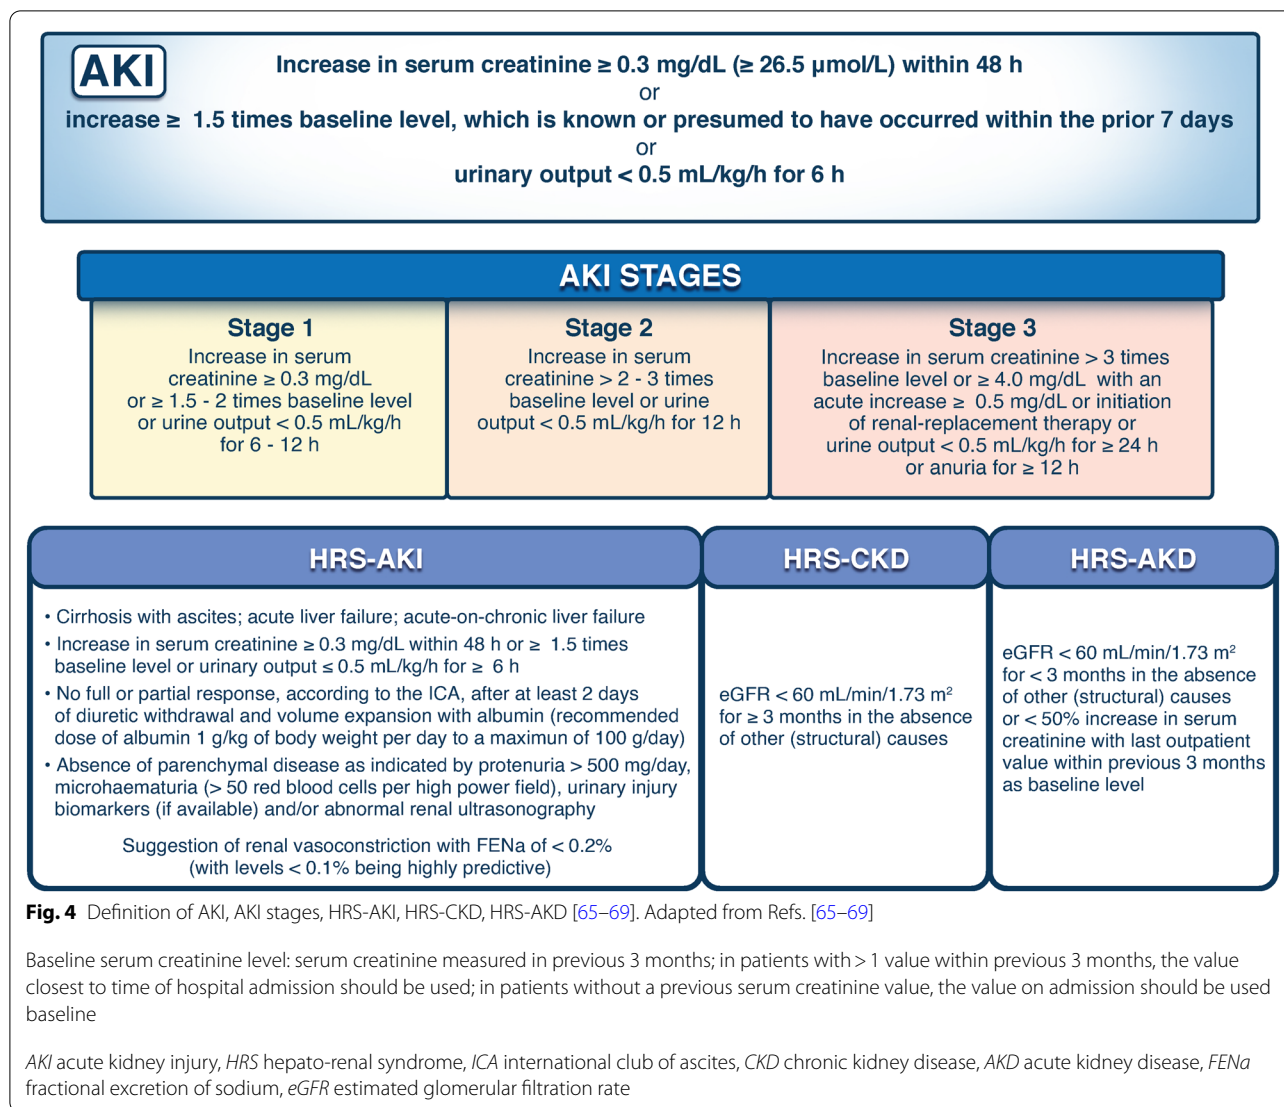 AKI
Increase in serum creatinine ≥ 0.3 mg/dL (≥ 26.5 µmol/L) within 48 h
or
increase ≥ 1.5 times baseline level, which is known or presumed to have occurred within the prior 7 days
or
urinary output < 0.5 mL/kg/h for 6 h
AKI STAGES
Stage 1
Increase in serum
creatinine ≥ 0.3 mg/dL
or ≥ 1.5 - 2 times baseline level
or urine output < 0.5 mL/kg/h
for 6 - 12 h
Stage 2
Increase in serum
creatinine > 2 - 3 times
baseline level or urine
output < 0.5 mL/kg/h for 12 h
Stage 3
Increase in serum creatinine > 3 times
baseline level or ≥ 4.0 mg/dL with an
acute increase ≥ 0.5 mg/dL or initiation
of renal-replacement therapy or
urine output < 0.5 mL/kg/h for ≥ 24 h
or anuria for ≥ 12 h
HRS-AKI
• Cirrhosis with ascites; acute liver failure; acute-on-chronic liver failure
• Increase in serum creatinine ≥ 0.3 mg/dL within 48 h or ≥ 1.5 times
baseline level or urinary output ≤ 0.5 mL/kg/h for ≥ 6 h
• No full or partial response, according to the ICA, after at least 2 days
of diuretic withdrawal and volume expansion with albumin (recommended
dose of albumin 1 g/kg of body weight per day to a maximun of 100 g/day)
• Absence of parenchymal disease as indicated by protenuria > 500 mg/day,
microhaematuria (> 50 red blood cells per high power field), urinary injury
biomarkers (if available) and/or abnormal renal ultrasonography
Suggestion of renal vasoconstriction with FENa of < 0.2%
(with levels < 0.1% being highly predictive)
HRS-CKD
eGFR < 60 mL/min/1.73 m²
for ≥ 3 months in the absence
of other (structural) causes
HRS-AKD
eGFR < 60 mL/min/1.73 m²
for < 3 months in the absence
of other (structural) causes
or < 50% increase in serum
creatinine with last outpatient
value within previous 3 months
as baseline level
Fig. 4 Definition of AKI, AKI stages, HRS-AKI, HRS-CKD, HRS-AKD [65–69]. Adapted from Refs. [65–69]
Baseline serum creatinine level: serum creatinine measured in previous 3 months; in patients with > 1 value within previous 3 months, the value
closest to time of hospital admission should be used; in patients without a previous serum creatinine value, the value on admission should be used
baseline
AKI acute kidney injury, HRS hepato-renal syndrome, ICA international club of ascites, CKD chronic kidney disease, AKD acute kidney disease, FENa
fractional excretion of sodium, eGFR estimated glomerular filtration rate